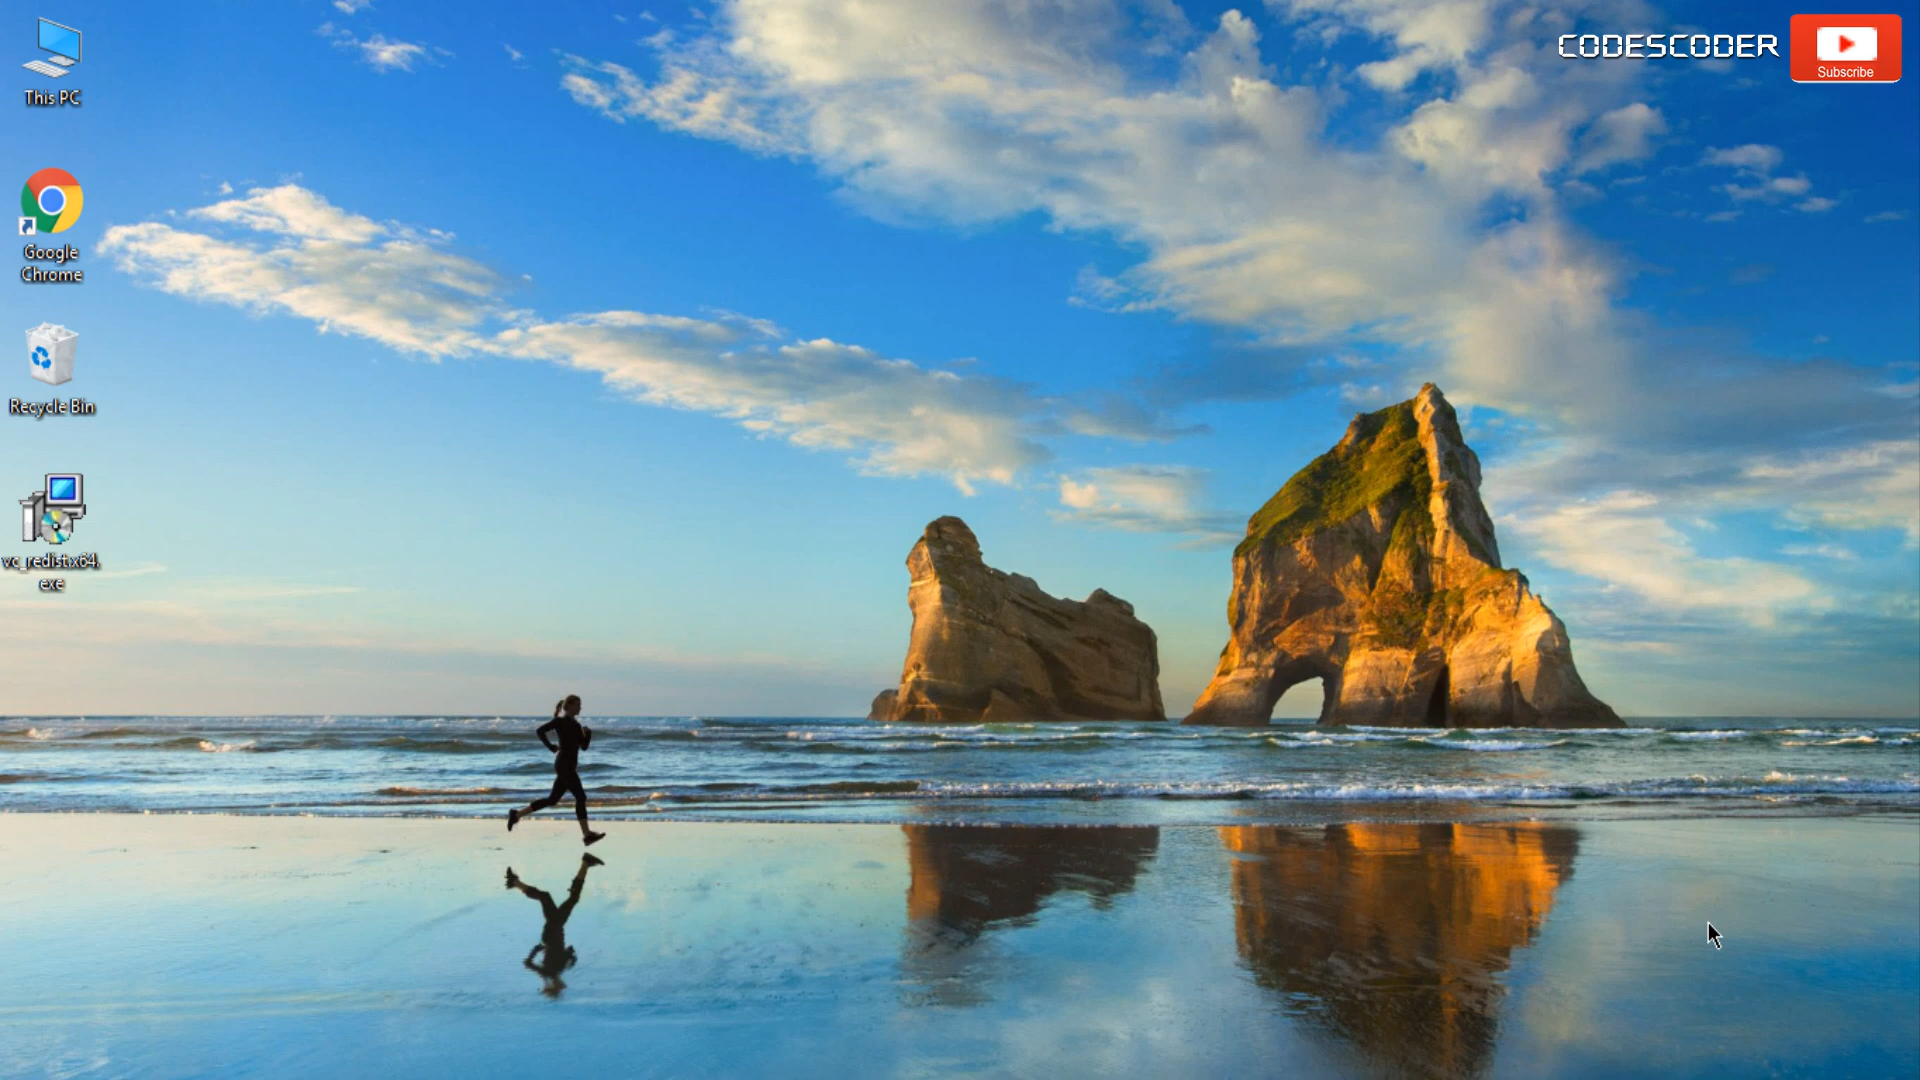 This PC
Google
Chrome
Recycle Bin
vc_redist.x64.
exe
CODESCODER
Subscribe